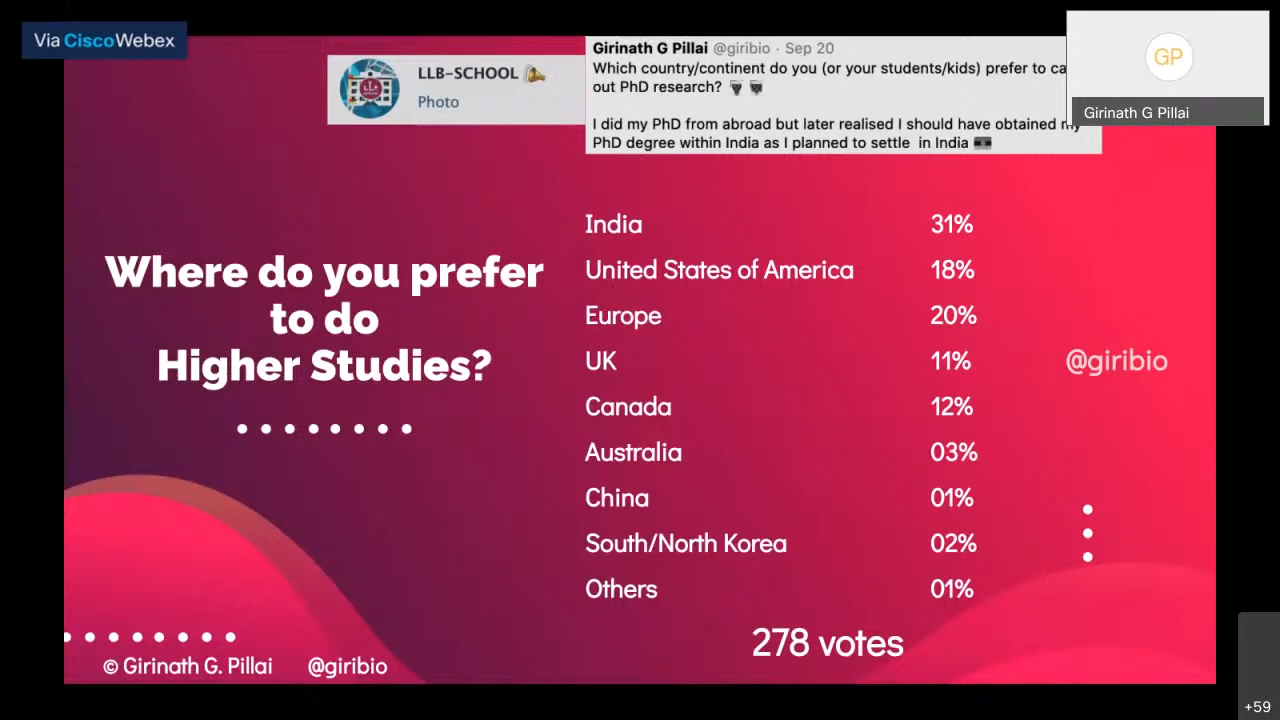 Via CiscoWebex
LLB-SCHOOL
Photo
Girinath G Pillai @giribio · Sep 20
Which country/continent do you (or your students/kids) prefer to
out PhD research?
I did my PhD from abroad but later realised I should have obtained my
PhD degree within India as I planned to settle in India
GP
Girinath G Pillai
Where do you prefer
to do
Higher Studies?
India 31%
United States of America 18%
Europe 20%
UK 11%
Canada 12%
Australia 03%
China 01%
South/North Korea 02%
Others 01%
278 votes
@giribio
© Girinath G. Pillai @giribio
+59